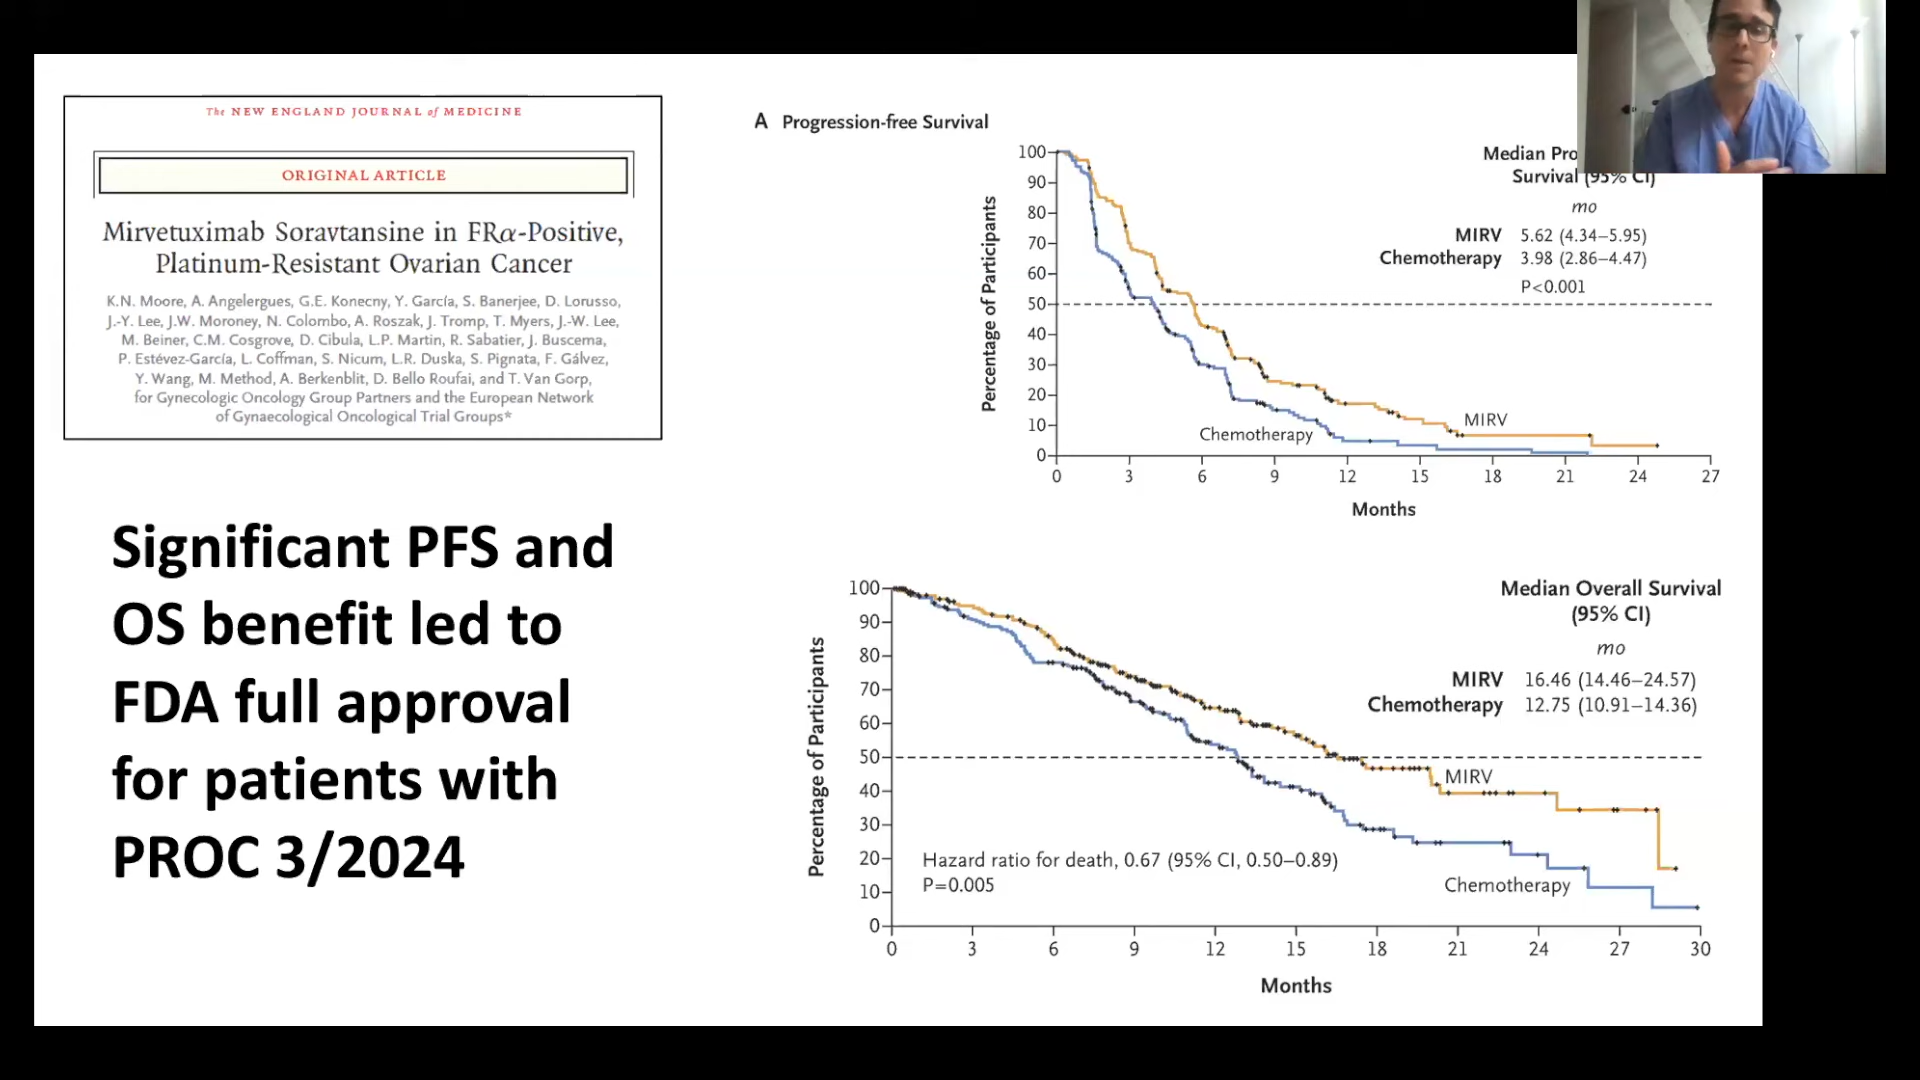 The NEW ENGLAND JOURNAL of MEDICINE
ORIGINAL ARTICLE
Mirvetuximab Soravtansine in FRα-Positive,
Platinum-Resistant Ovarian Cancer
K.N. Moore, A. Angelergues, G.E. Konecny, Y. García, S. Banerjee, D. Lorusso,
J.-Y. Lee, J.W. Moroney, N. Colombo, A. Roszak, J. Tromp, T. Myers, J.-W. Lee,
M. Beiner, C.M. Cosgrove, D. Cibula, L.P. Martin, R. Sabatier, J. Buscema,
P. Estévez-García, L. Coffman, S. Nicum, L.R. Duska, S. Pignata, F. Gálvez,
Y. Wang, M. Method, A. Berkenblit, D. Bello Roufai, and T. Van Gorp,
for Gynecologic Oncology Group Partners and the European Network
of Gynaecological Oncological Trial Groups*
Significant PFS and
OS benefit led to
FDA full approval
for patients with
PROC 3/2024
A Progression-free Survival
Percentage of Participants
100
90
80
70
60
50
40
30
20
10
0
0 3 6 9 12 15 18 21 24 27
Months
Median
Survival (95% CI)
mo
MIRV 5.62 (4.34–5.95)
Chemotherapy 3.98 (2.86–4.47)
P<0.001
MIRV
Chemotherapy
Percentage of Participants
100
90
80
70
60
50
40
30
20
10
0
0 3 6 9 12 15 18 21 24 27 30
Months
Median Overall Survival
(95% CI)
mo
MIRV 16.46 (14.46–24.57)
Chemotherapy 12.75 (10.91–14.36)
MIRV
Chemotherapy
Hazard ratio for death, 0.67 (95% CI, 0.50–0.89)
P=0.005